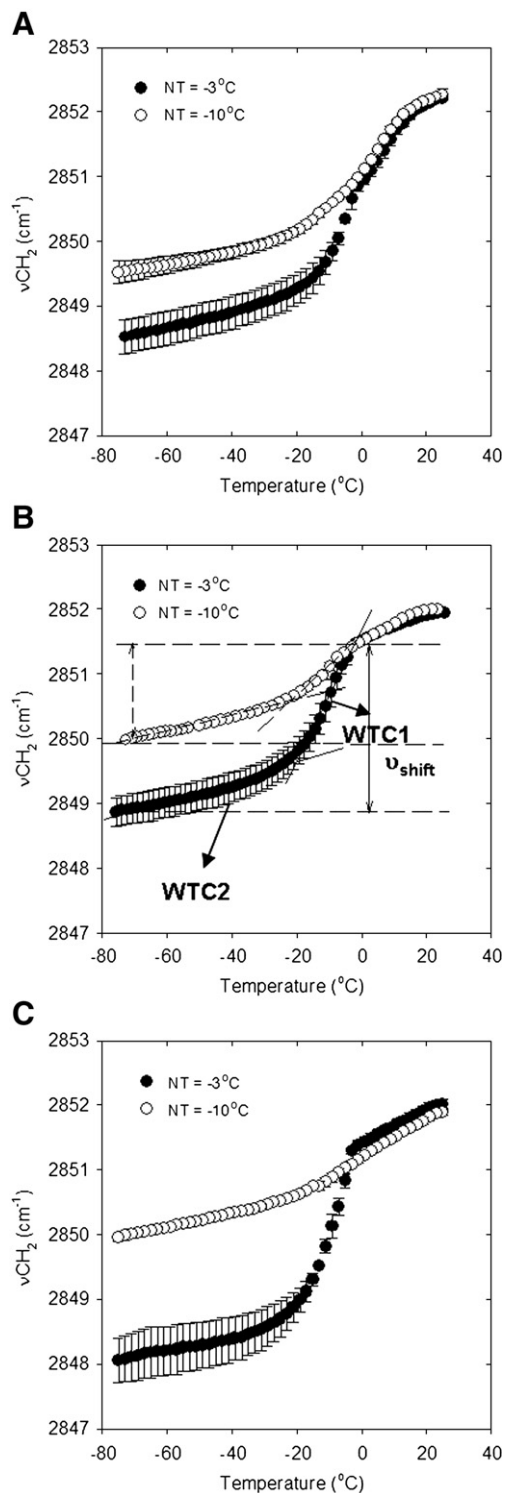 A
2853
2852
2851
2850
2849
2848
2847
νCH₂ (cm⁻¹)
NT = -3°C
NT = -10°C
-80 -60 -40 -20 0 20 40
Temperature (°C)
B
2853
2852
2851
2850
2849
2848
2847
νCH₂ (cm⁻¹)
NT = -3°C
NT = -10°C
WTC1
υshift
WTC2
-80 -60 -40 -20 0 20 40
Temperature (°C)
C
2853
2852
2851
2850
2849
2848
2847
νCH₂ (cm⁻¹)
NT = -3°C
NT = -10°C
-80 -60 -40 -20 0 20 40
Temperature (°C)